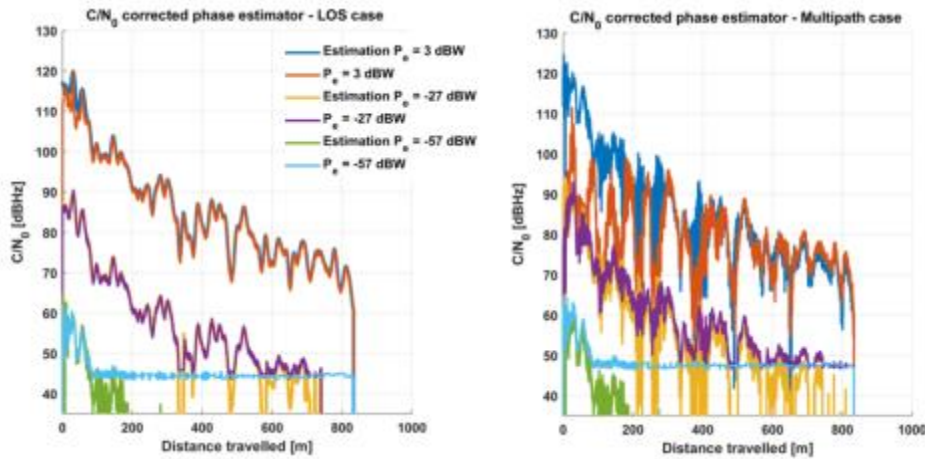 C/N₀ corrected phase estimator - LOS case
130
120
110
100
90
80
70
60
50
40
C/N₀ [dBHz]
0
200
400
600
800
1000
Distance travelled [m]
Estimation Pₑ = 3 dBW
Pₑ = 3 dBW
Estimation Pₑ = -27 dBW
Pₑ = -27 dBW
Estimation Pₑ = -57 dBW
Pₑ = -57 dBW
C/N₀ corrected phase estimator - Multipath case
130
120
110
100
90
80
70
60
50
40
C/N₀ [dBHz]
0
200
400
600
800
1000
Distance travelled [m]